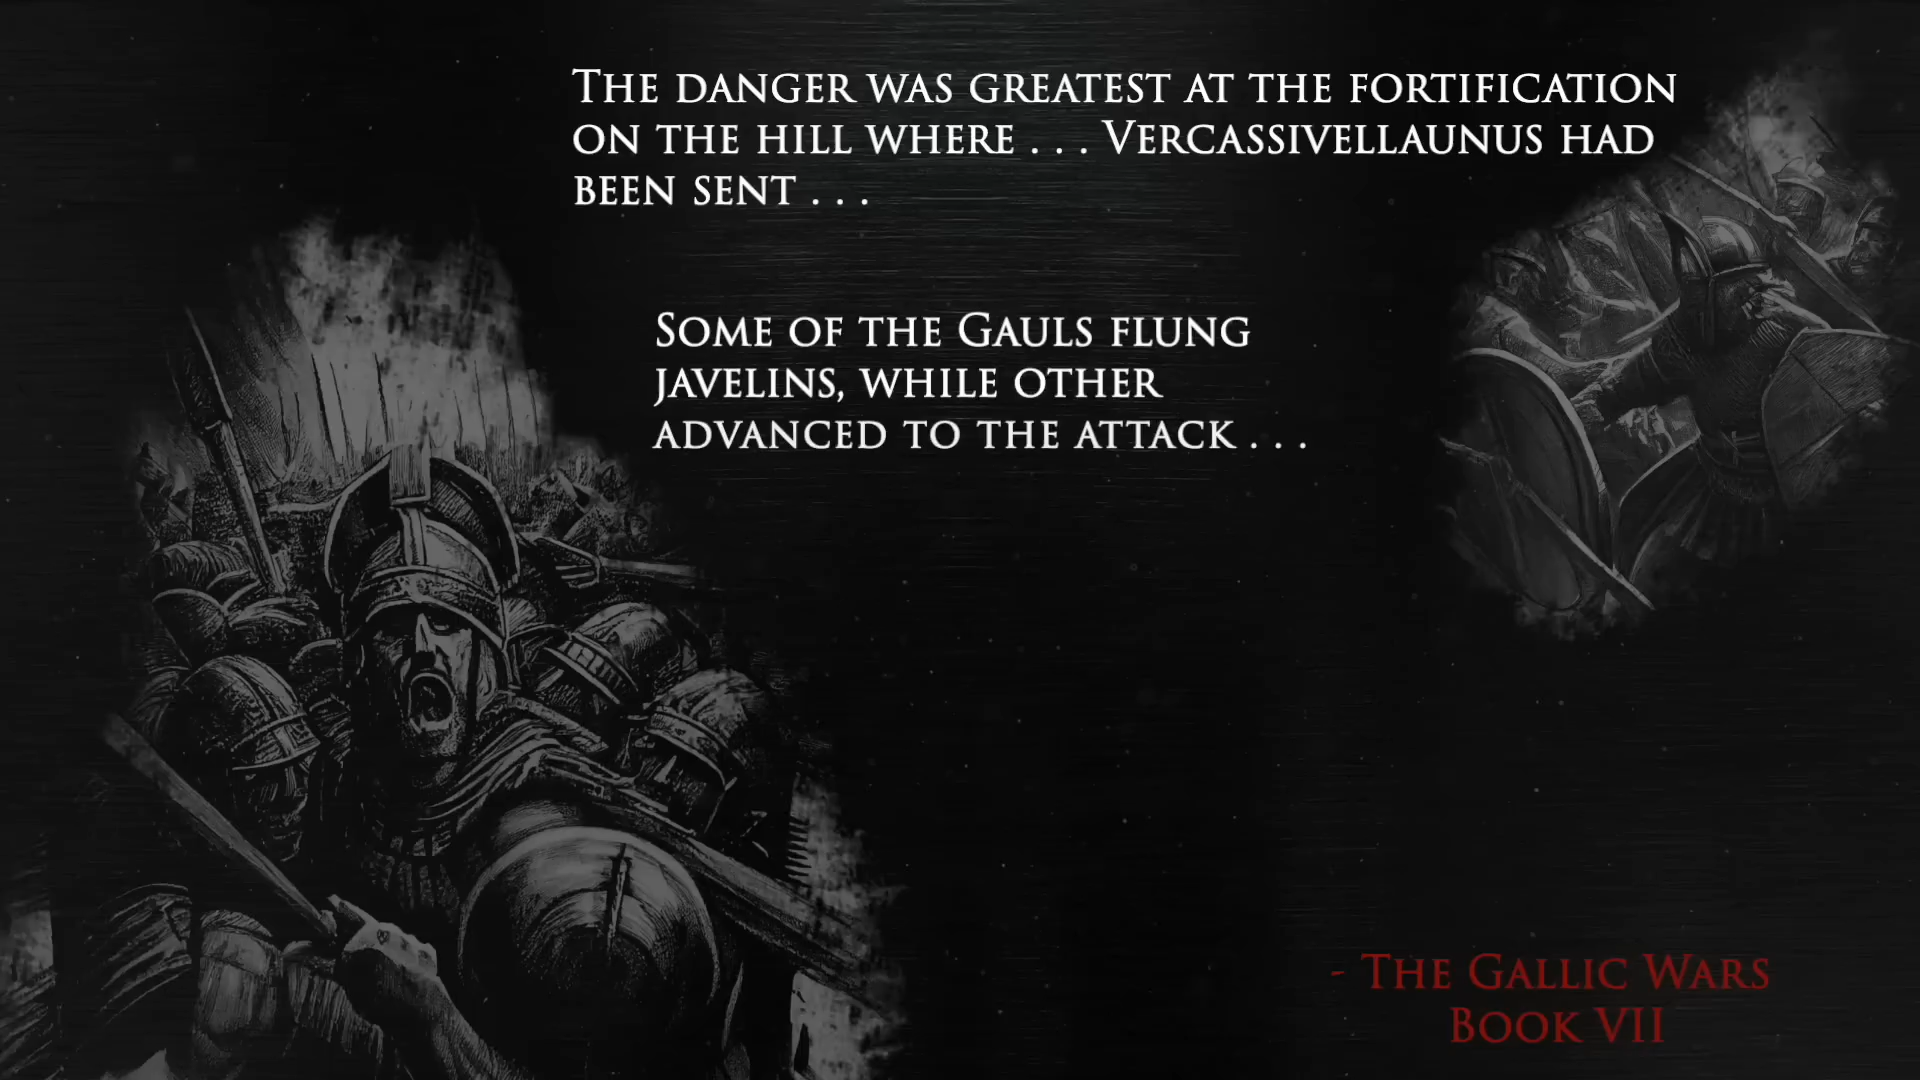 The danger was greatest at the fortification
on the hill where . . . Vercassivellaunus had
been sent . . .
Some of the Gauls flung
javelins, while other
advanced to the attack . . .
- The Gallic Wars
Book VII